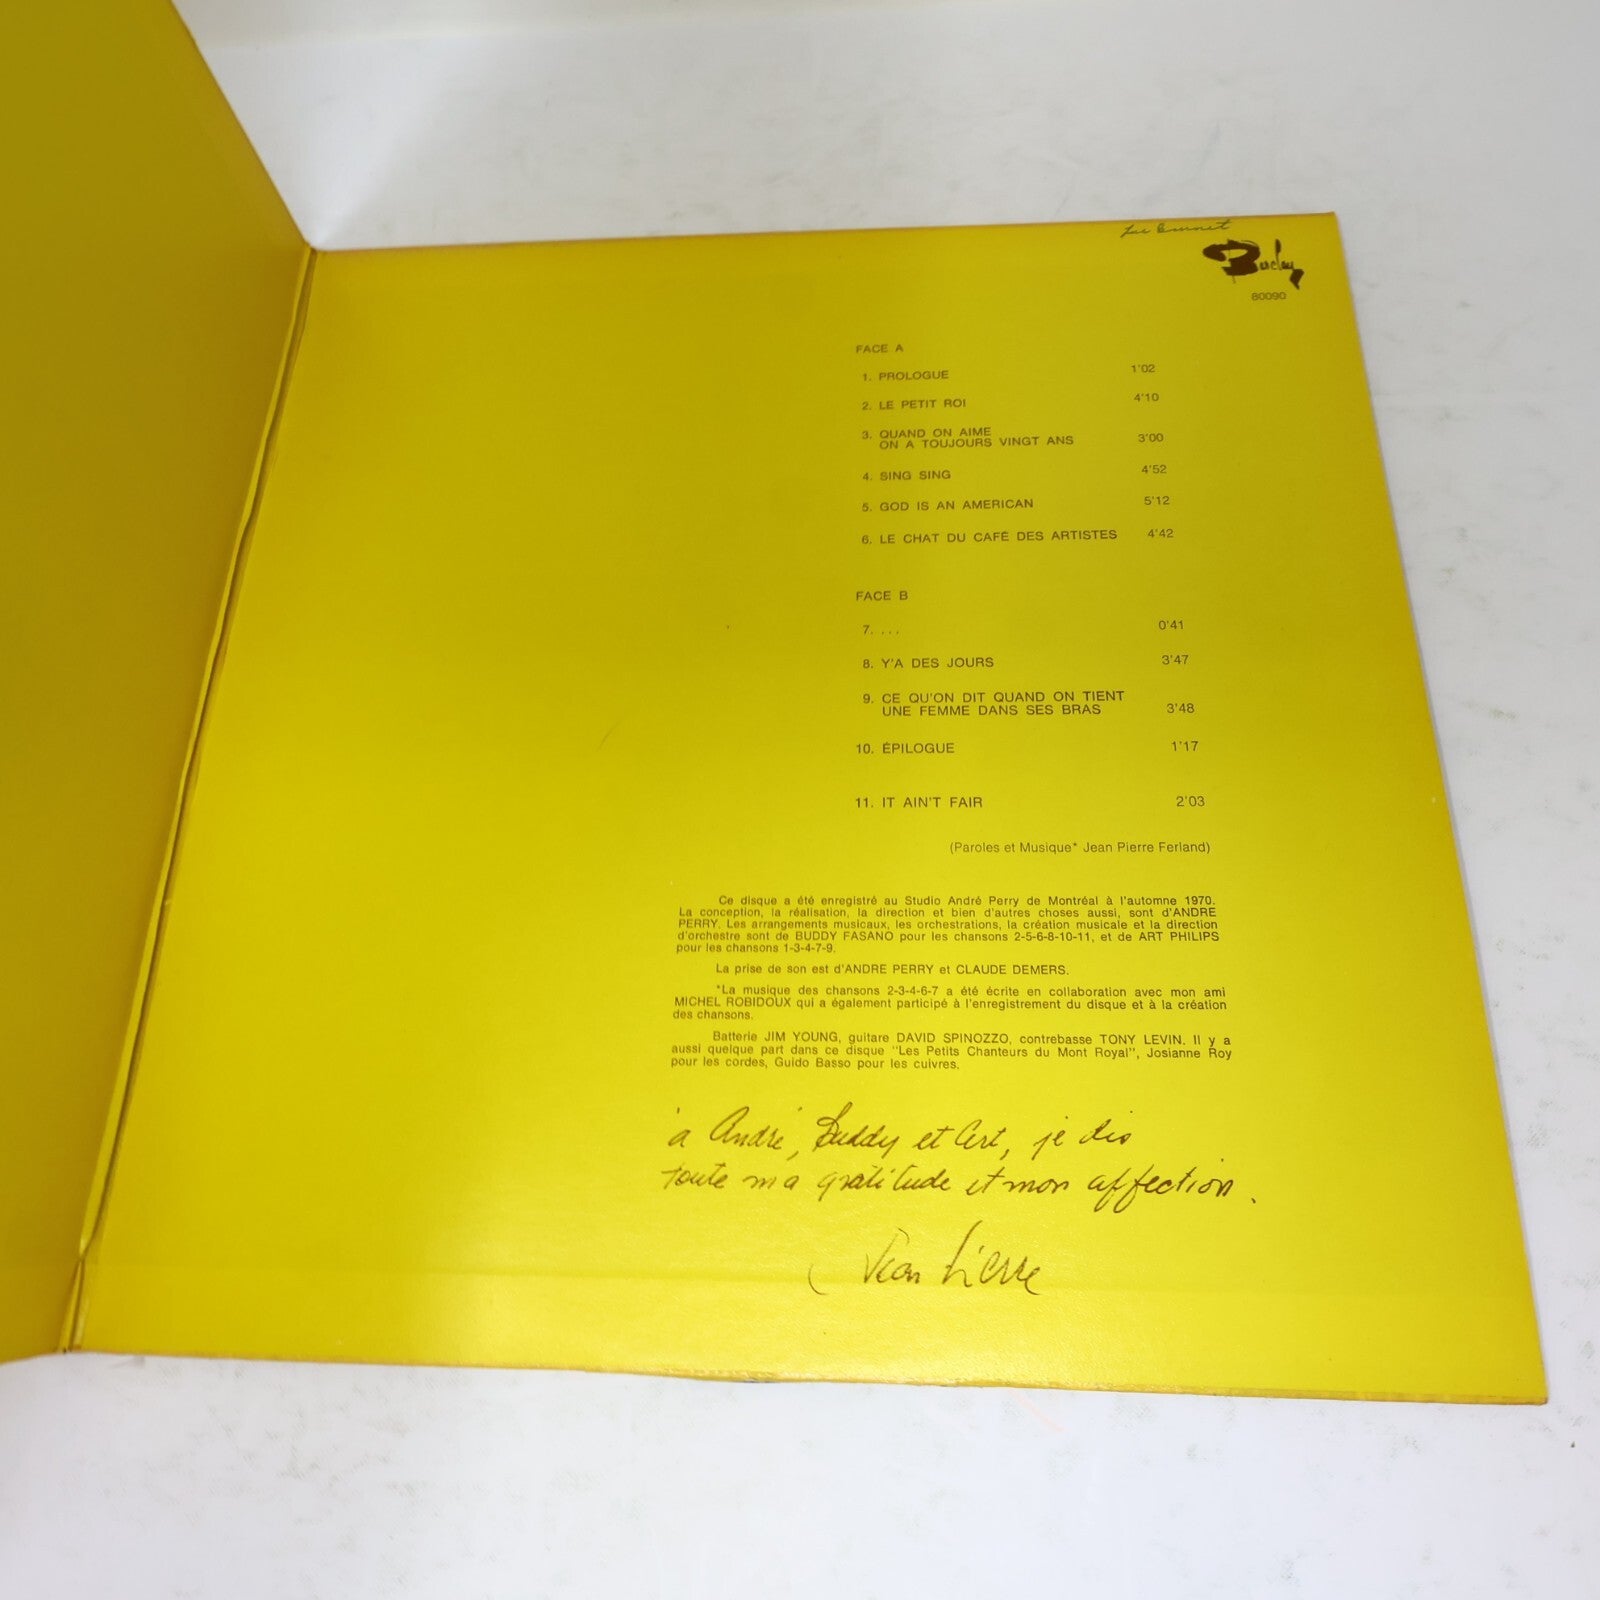 Barclay
80090
FACE A
1. PROLOGUE 1'02
2. LE PETIT ROI 4'10
3. QUAND ON AIME
ON A TOUJOURS VINGT ANS 3'00
4. SING SING 4'52
5. GOD IS AN AMERICAN 5'12
6. LE CHAT DU CAFÉ DES ARTISTES 4'42
FACE B
7. ... 0'41
8. Y'A DES JOURS 3'47
9. CE QU'ON DIT QUAND ON TIENT
UNE FEMME DANS SES BRAS 3'48
10. ÉPILOGUE 1'17
11. IT AIN'T FAIR 2'03
(Paroles et Musique* Jean Pierre Ferland)
Ce disque a été enregistré au Studio André Perry de Montréal à l'automne 1970.
La conception, la réalisation, la direction et bien d'autres choses aussi, sont d'ANDRE
PERRY. Les arrangements musicaux, les orchestrations, la création musicale et la direction
d'orchestre sont de BUDDY FASANO pour les chansons 2-5-6-8-10-11, et de ART PHILIPS
pour les chansons 1-3-4-7-9.
La prise de son est d'ANDRE PERRY et CLAUDE DEMERS.
*La musique des chansons 2-3-4-6-7 a été écrite en collaboration avec mon ami
MICHEL ROBIDOUX qui a également participé à l'enregistrement du disque et à la création
des chansons.
Batterie JIM YOUNG, guitare DAVID SPINOZZO, contrebasse TONY LEVIN. Il y a
aussi quelque part dans ce disque "Les Petits Chanteurs du Mont Royal", Josianne Roy
pour les cordes, Guido Basso pour les cuivres.
à André, Buddy et Art, je dis
toute ma gratitude et mon affection.
Jean Pierre